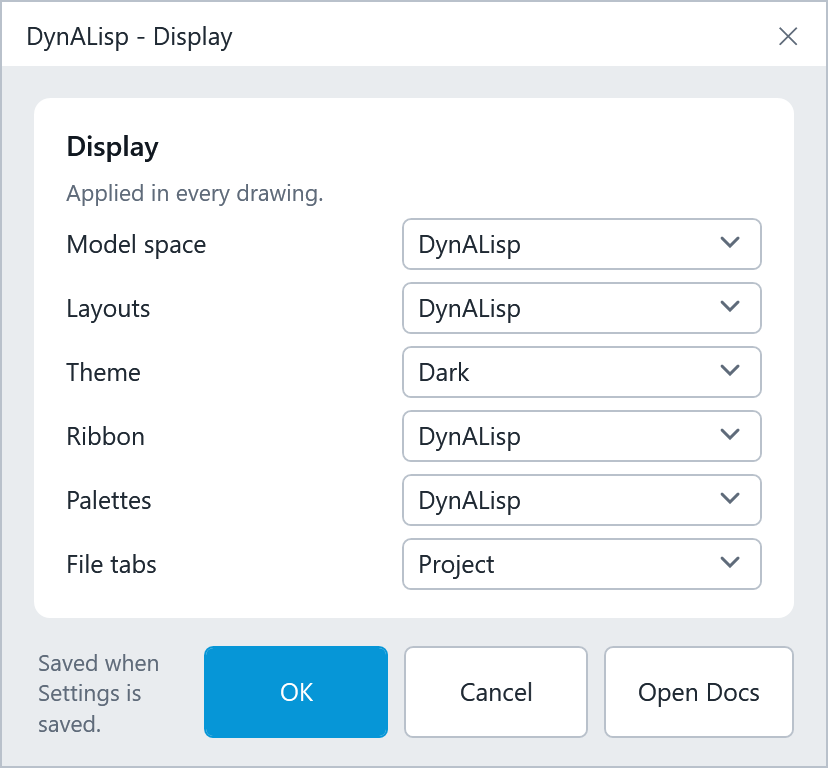 DynALisp - Display
Display
Applied in every drawing.
Model space DynALisp
Layouts DynALisp
Theme Dark
Ribbon DynALisp
Palettes DynALisp
File tabs Project
Saved when
Settings is
saved.
OK Cancel Open Docs